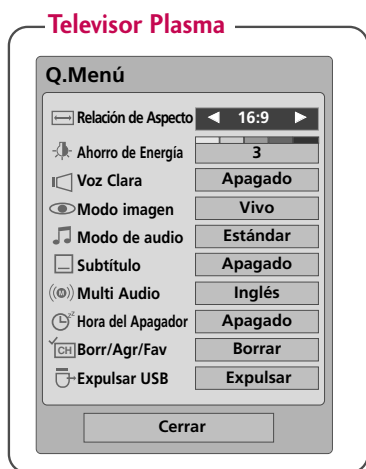 Televisor Plasma
Q.Menú
Relación de Aspecto ◀ 16:9 ▶
Ahorro de Energía 3
Voz Clara Apagado
Modo imagen Vivo
Modo de audio Estándar
Subtítulo Apagado
Multi Audio Inglés
Hora del Apagador Apagado
CH Borr/Agr/Fav Borrar
Expulsar USB Expulsar
Cerrar